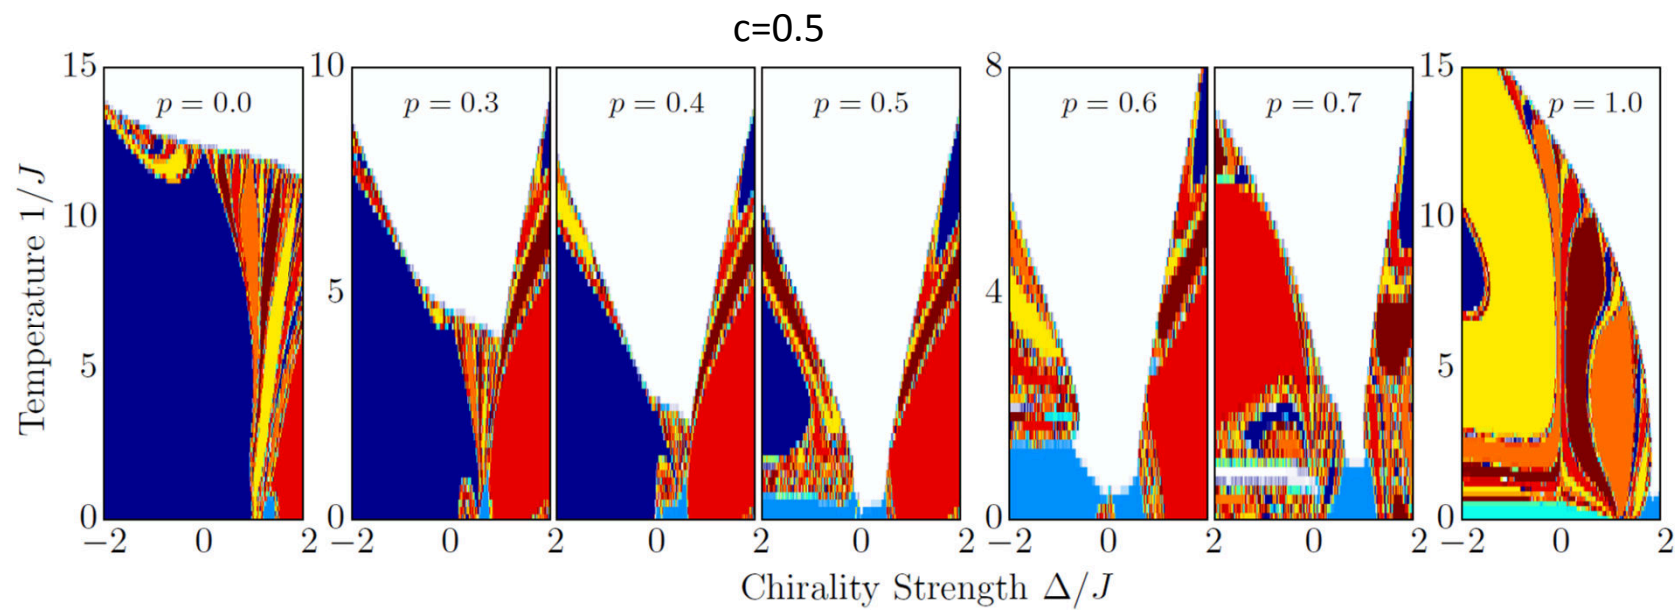 c=0.5
15 10 8 15
p = 0.0 p = 0.3 p = 0.4 p = 0.5 p = 0.6 p = 0.7 p = 1.0
10 5 4 10
5 5
0 0 0 0
−2 0 2 −2 0 2 −2 0 2 −2 0 2 −2 0 2
Temperature 1/J
Chirality Strength Δ/J